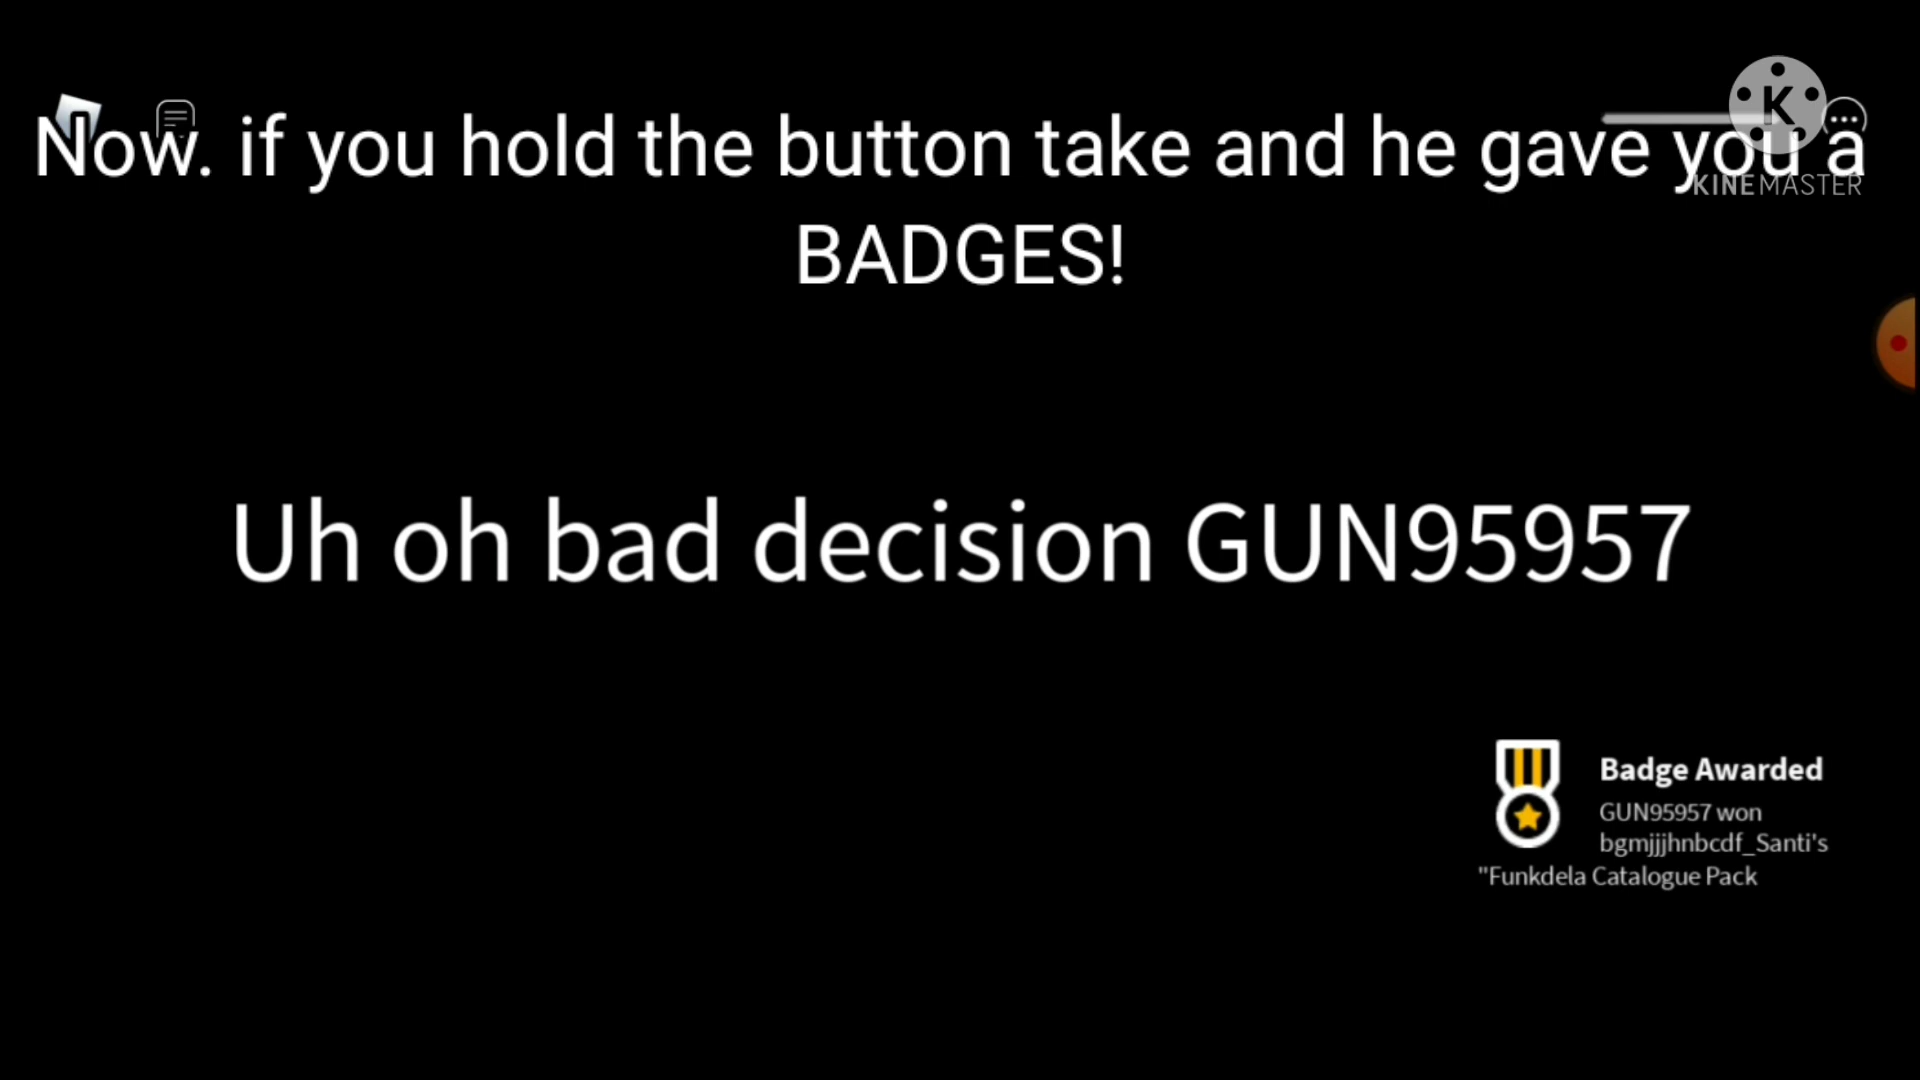 Now. if you hold the button take and he gave you a
BADGES!
KINEMASTER
Uh oh bad decision GUN95957
Badge Awarded
GUN95957 won
bgmjjjhnbcdf_Santi's
"Funkdela Catalogue Pack